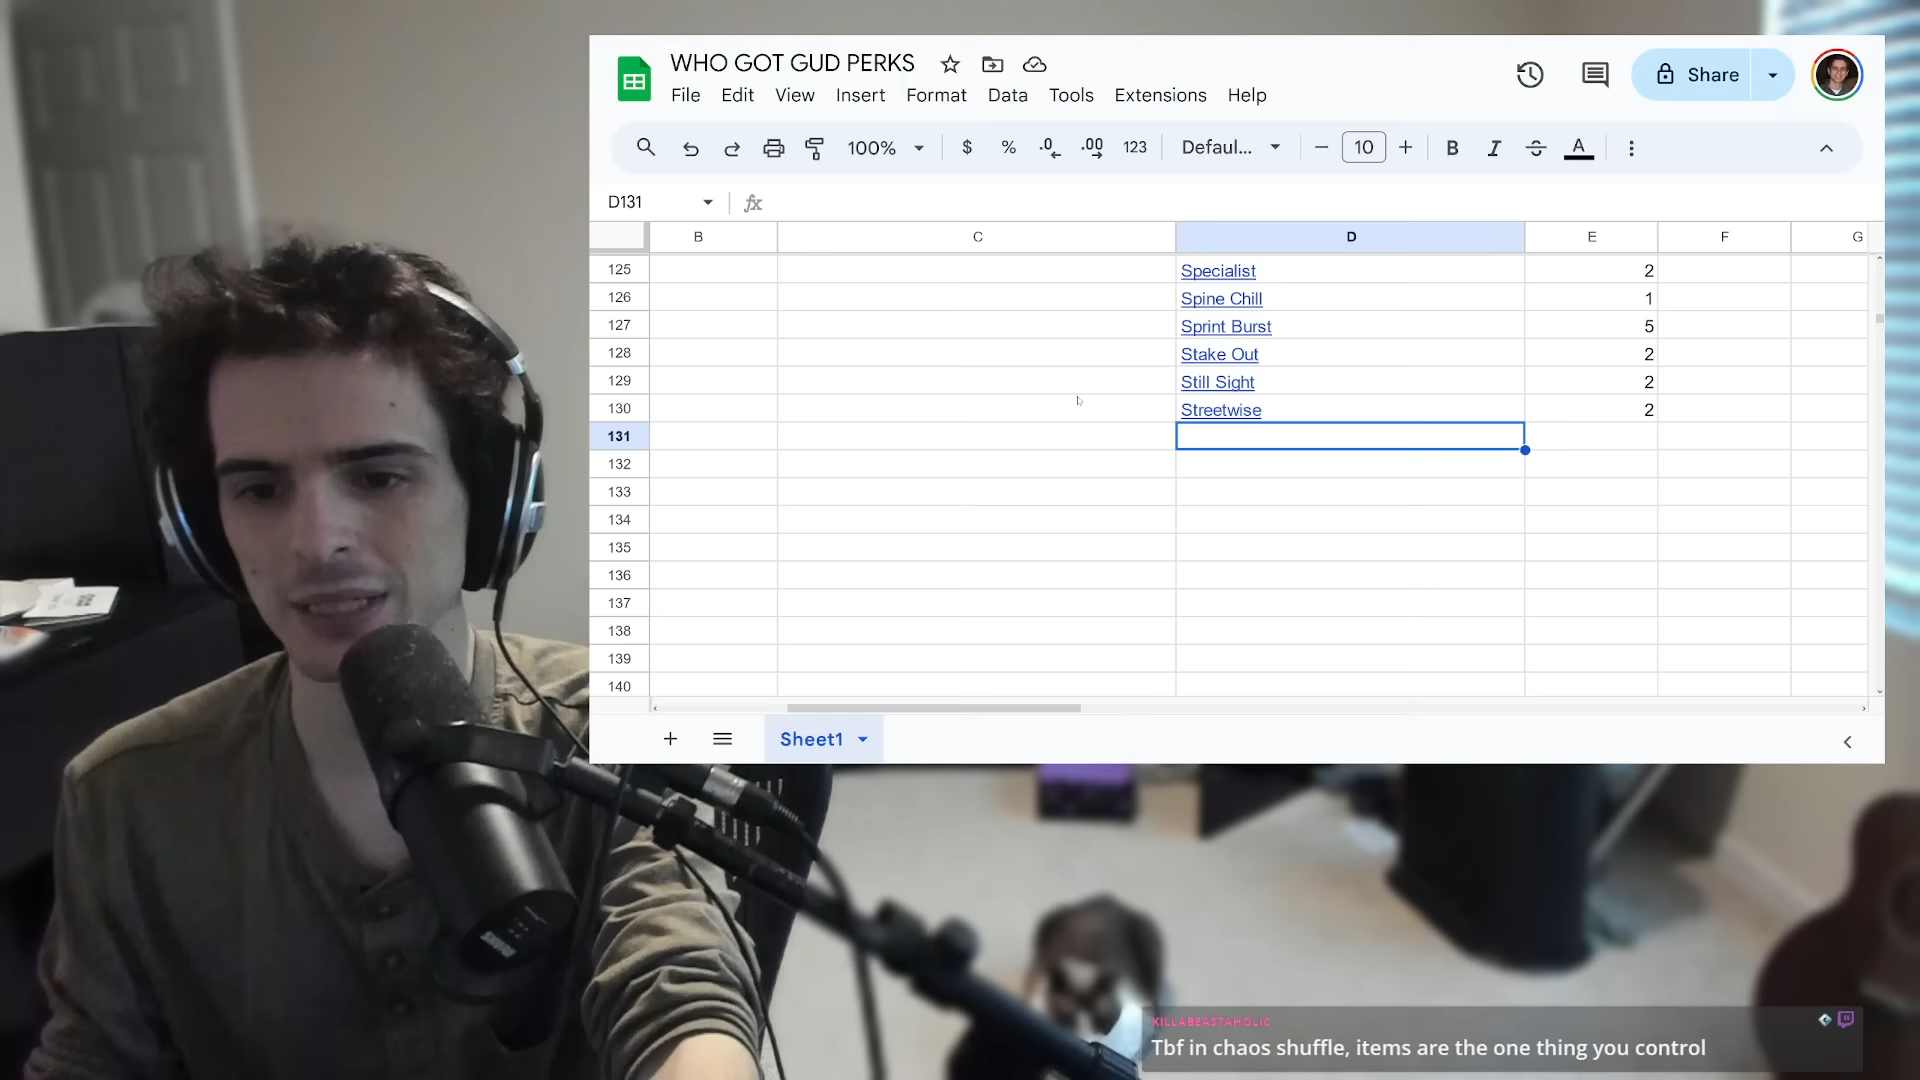 WHO GOT GUD PERKS
File Edit View Insert Format Data Tools Extensions Help
Share
100% $ % .0 .00 123 Defaul... 10 B I S A
D131 fx
B C D E F G
125 Specialist 2
126 Spine Chill 1
127 Sprint Burst 5
128 Stake Out 2
129 Still Sight 2
130 Streetwise 2
131
132
133
134
135
136
137
138
139
140
Sheet1
SHURE
KILLABEASTAHOLIC
Tbf in chaos shuffle, items are the one thing you control